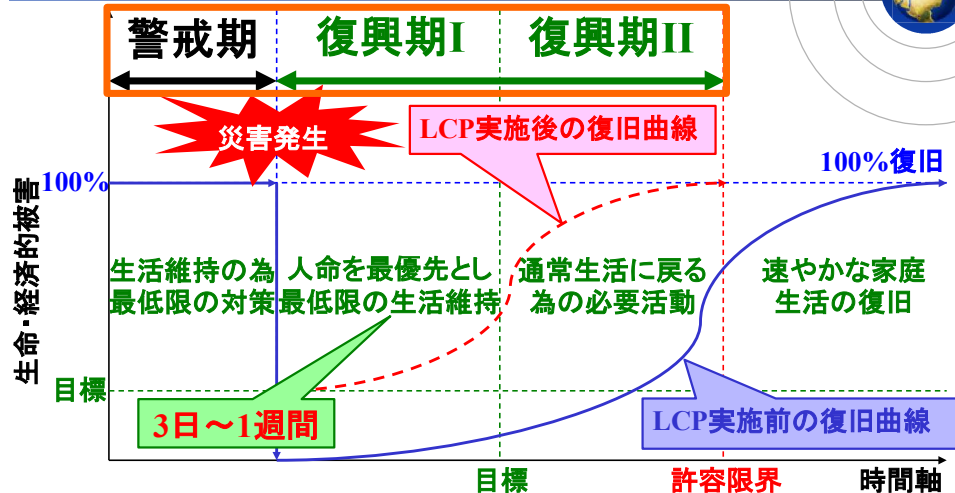 警戒期
復興期I
復興期II
災害発生
LCP実施後の復旧曲線
100%
100%復旧
生命・経済的被害
生活維持の為
最低限の対策
人命を最優先とし
最低限の生活維持
通常生活に戻る
為の必要活動
速やかな家庭
生活の復旧
目標
3日～1週間
LCP実施前の復旧曲線
目標
許容限界
時間軸